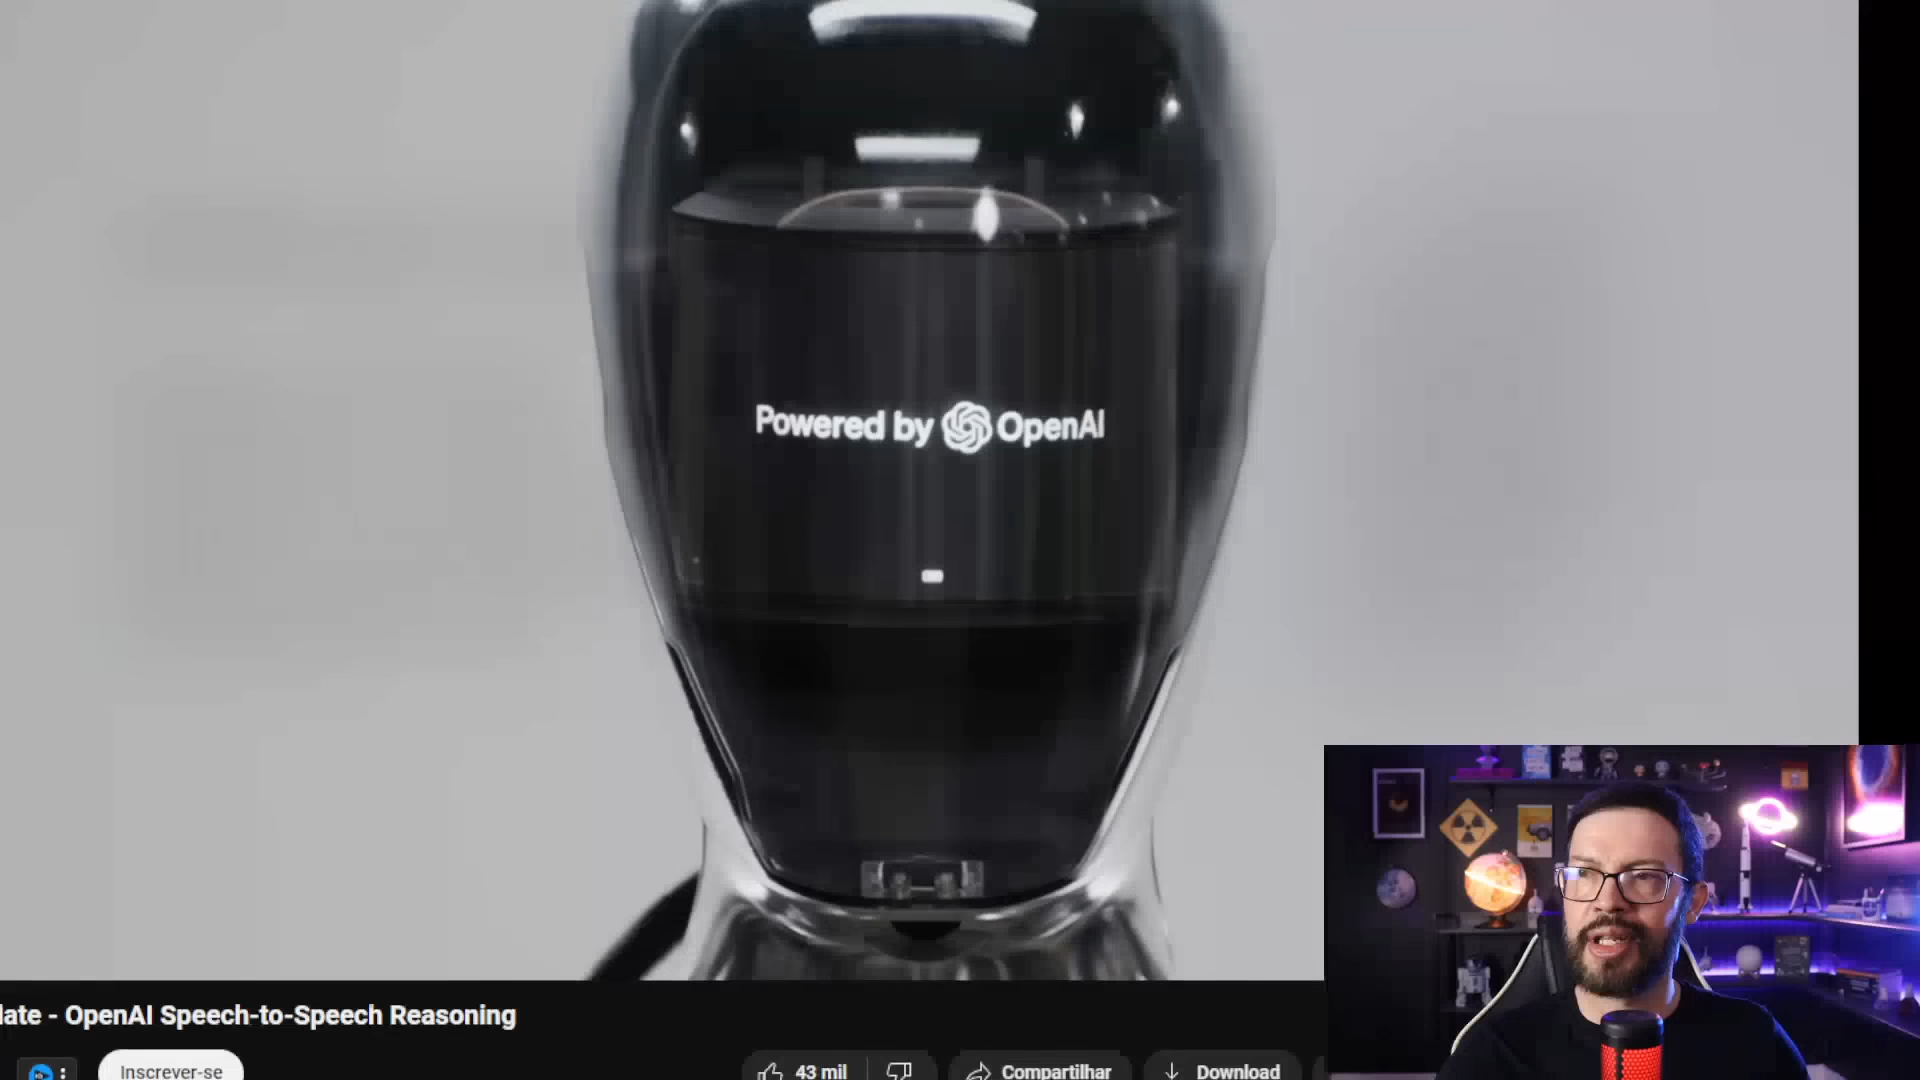 Powered by OpenAI
late - OpenAI Speech-to-Speech Reasoning
Inscrever-se
43 mil
Compartilhar
Download